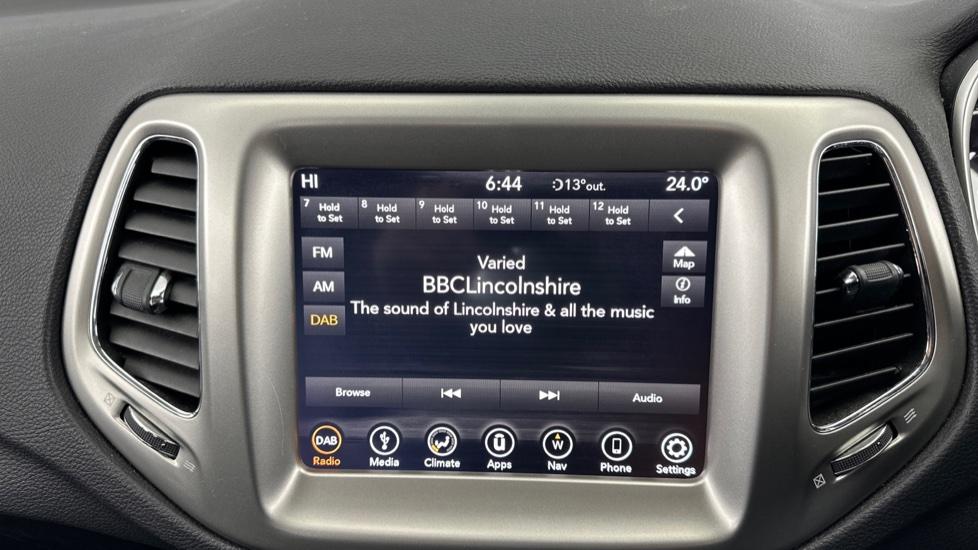 HI 6:44 13°out. 24.0°
7 Hold to Set 8 Hold to Set 9 Hold to Set 10 Hold to Set 11 Hold to Set 12 Hold to Set
FM
AM
DAB
Varied
BBCLincolnshire
The sound of Lincolnshire & all the music
you love
Map
Info
Browse Audio
DAB W
Radio Media Climate Apps Nav Phone Settings